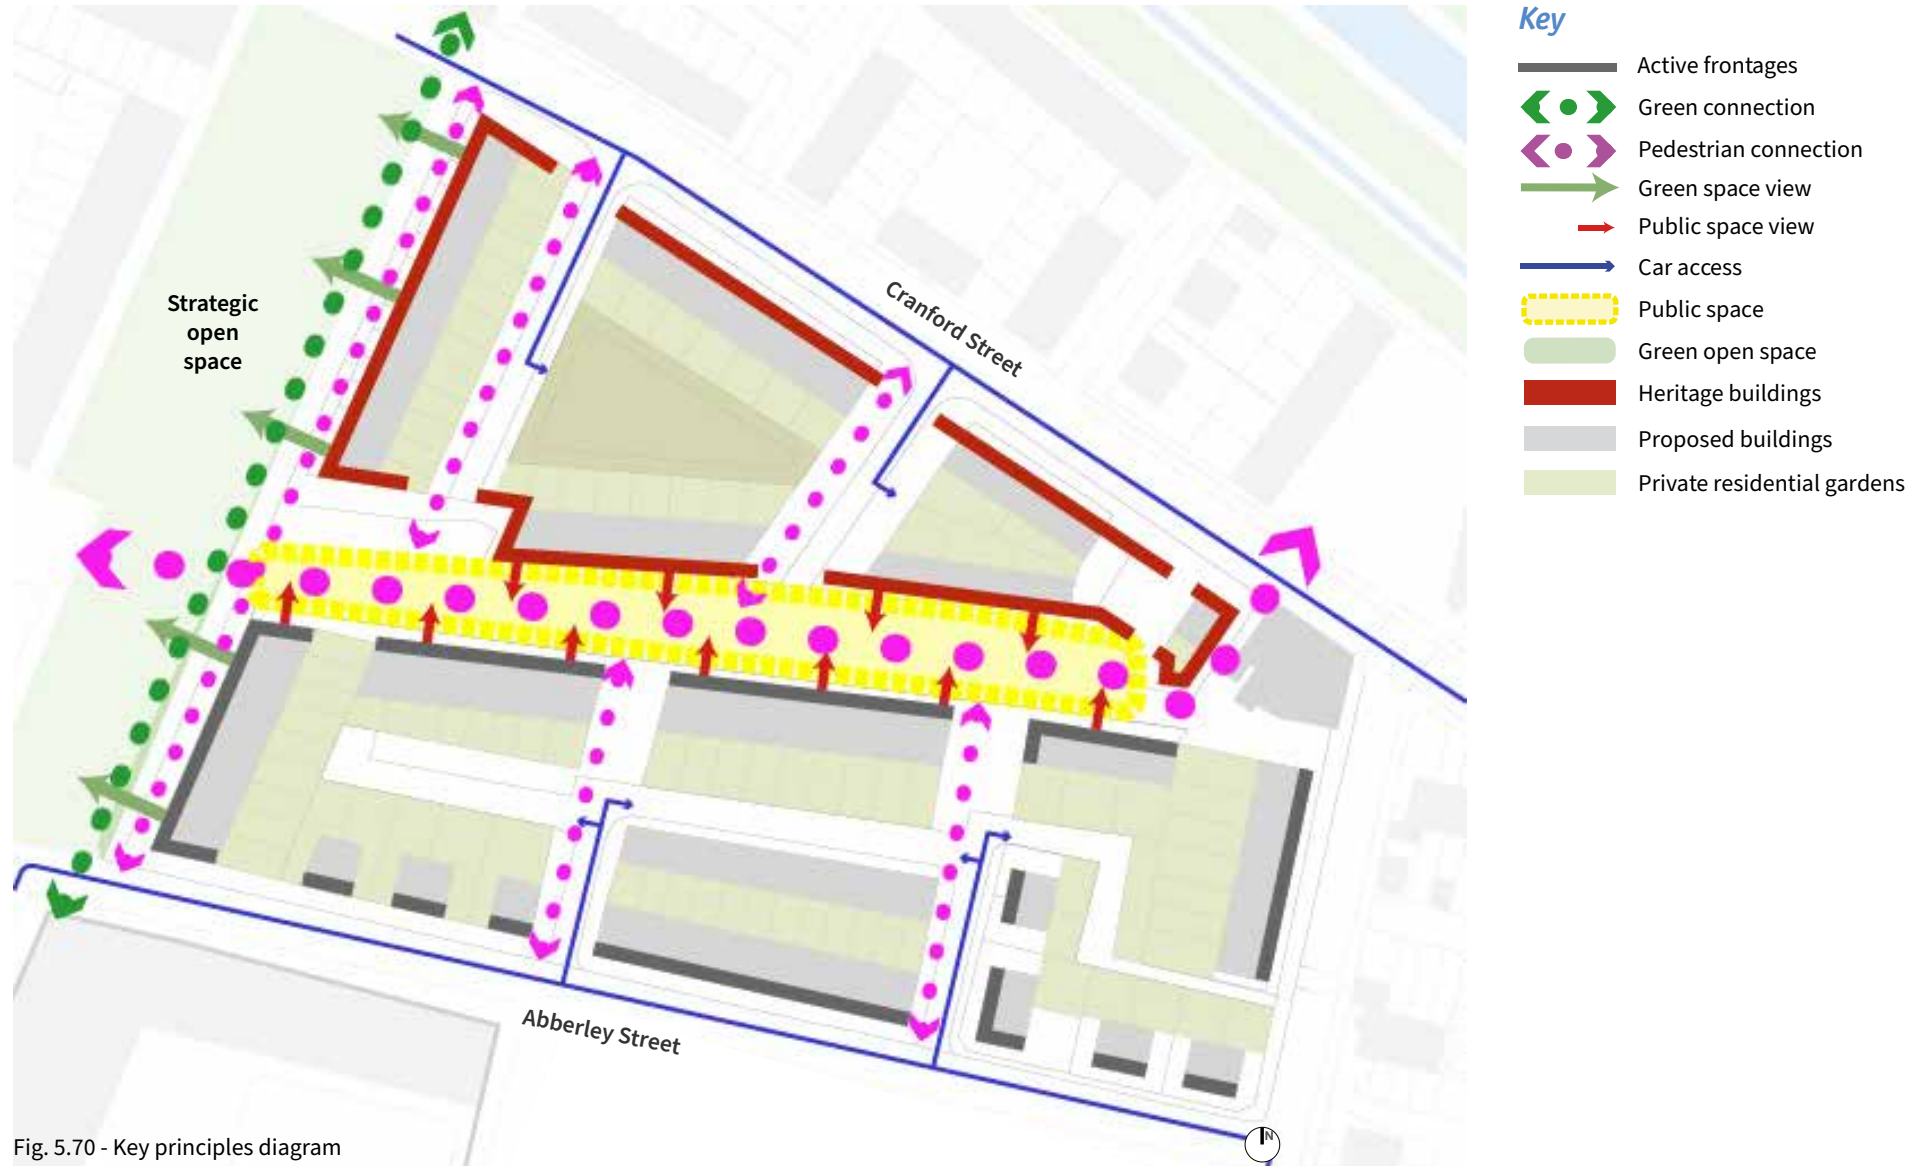 Key
Active frontages
Green connection
Pedestrian connection
Green space view
Public space view
Car access
Public space
Green open space
Heritage buildings
Proposed buildings
Private residential gardens
Strategic
open
space
Cranford Street
Abberley Street
N
Fig. 5.70 - Key principles diagram